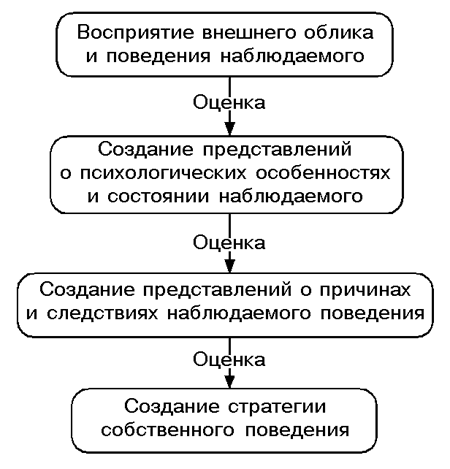 Восприятие внешнего облика
и поведения наблюдаемого
Оценка
Создание представлений
о психологических особенностях
и состоянии наблюдаемого
Оценка
Создание представлений о причинах
и следствиях наблюдаемого поведения
Оценка
Создание стратегии
собственного поведения